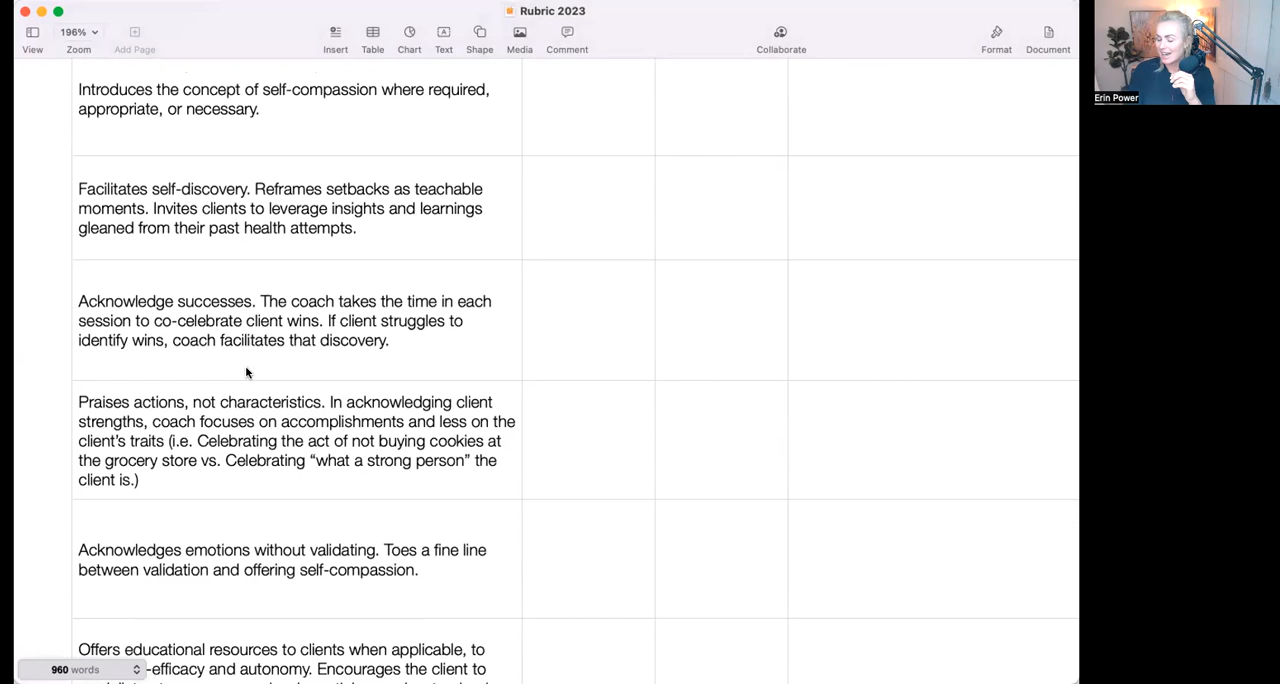 Rubric 2023
196%
View
Zoom
Add Page
Insert
Table
Chart
Text
Shape
Media
Comment
Collaborate
Format
Document
Erin Power
Introduces the concept of self-compassion where required,
appropriate, or necessary.
Facilitates self-discovery. Reframes setbacks as teachable
moments. Invites clients to leverage insights and learnings
gleaned from their past health attempts.
Acknowledge successes. The coach takes the time in each
session to co-celebrate client wins. If client struggles to
identify wins, coach facilitates that discovery.
Praises actions, not characteristics. In acknowledging client
strengths, coach focuses on accomplishments and less on the
client's traits (i.e. Celebrating the act of not buying cookies at
the grocery store vs. Celebrating “what a strong person” the
client is.)
Acknowledges emotions without validating. Toes a fine line
between validation and offering self-compassion.
Offers educational resources to clients when applicable, to
-efficacy and autonomy. Encourages the client to
960 words